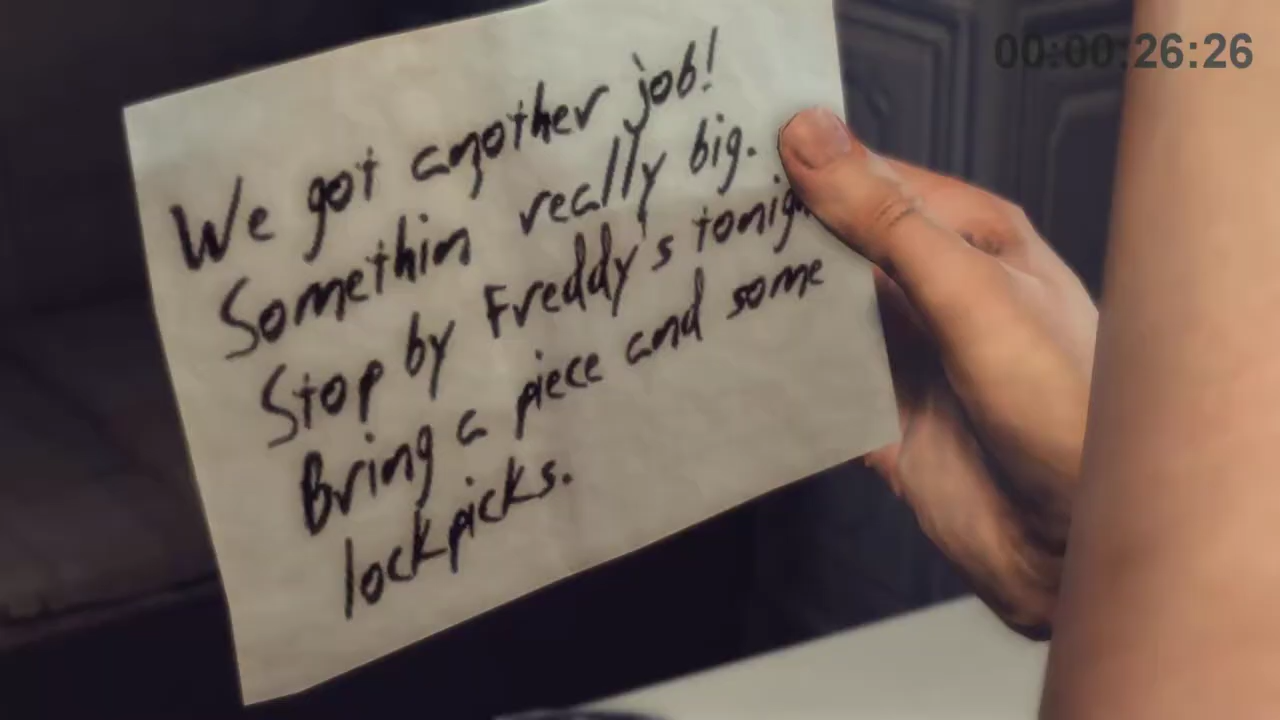 00:00:26:26
We got another job!
Somethin really big.
Stop by Freddy's
Bring a piece and some
lockpicks.